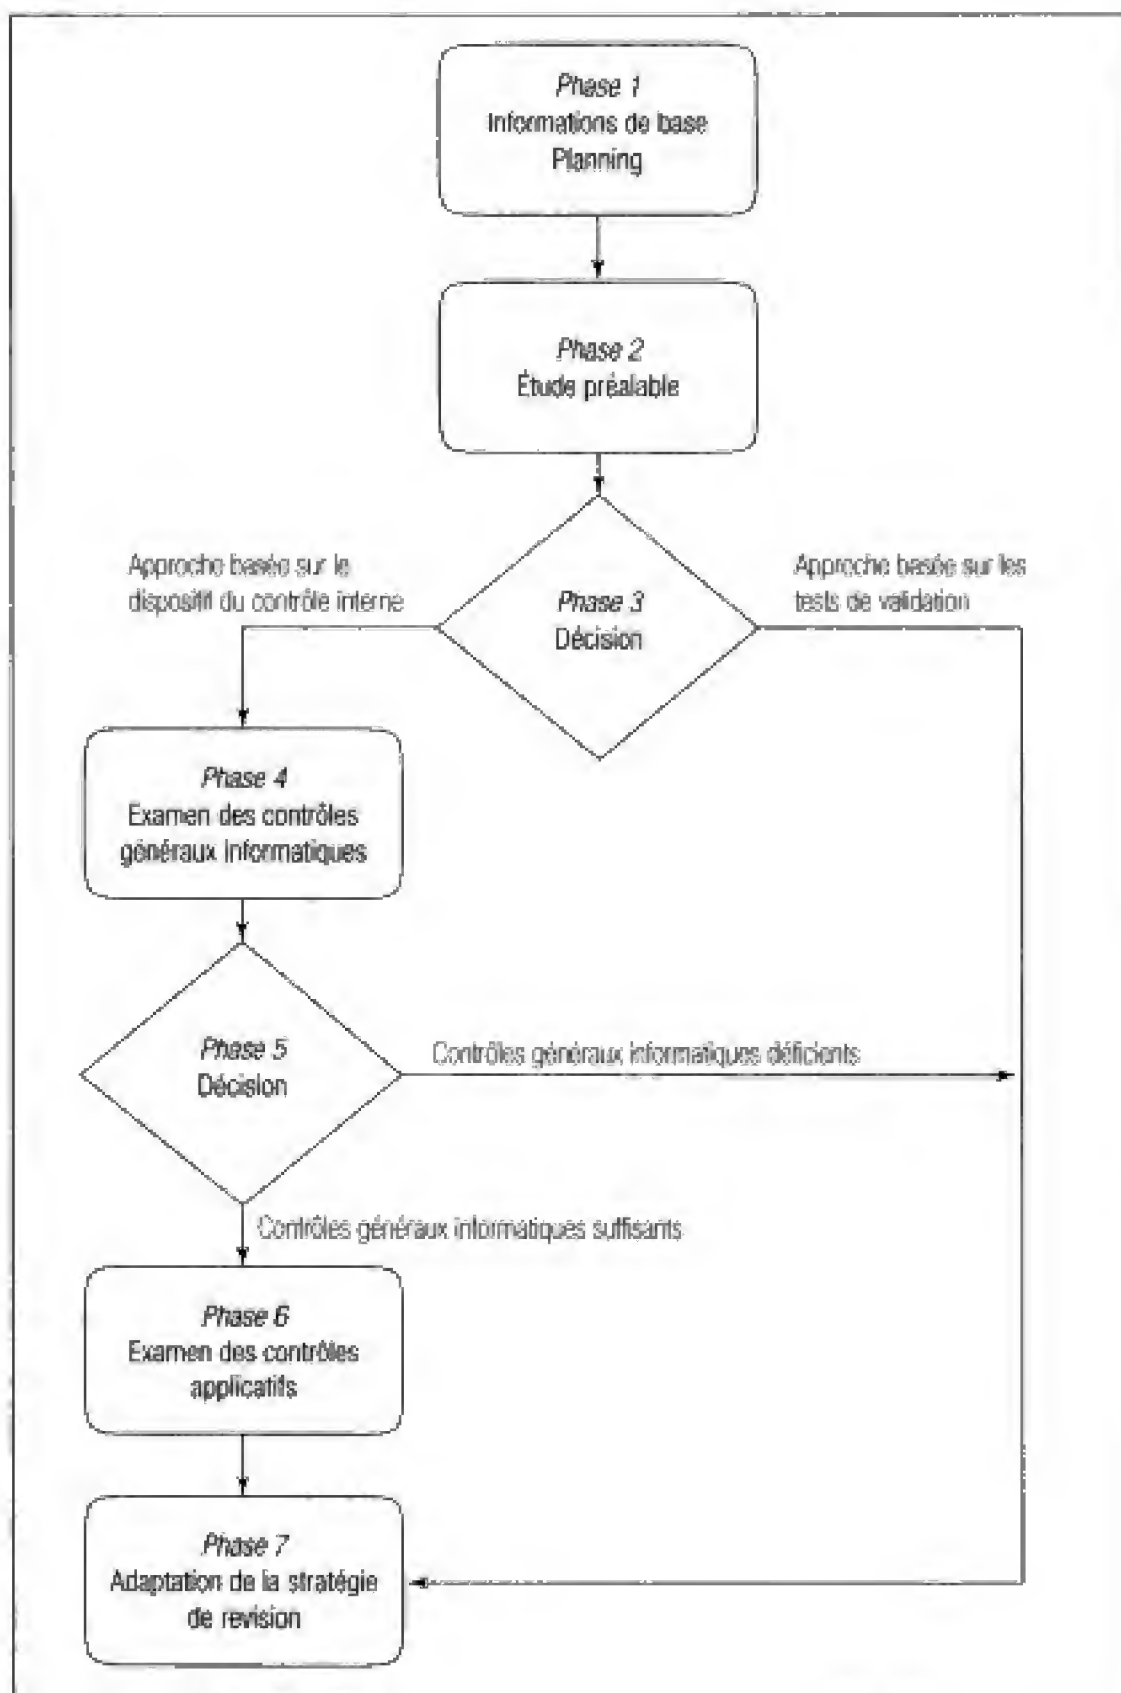 Phase 1
Informations de base
Planning
Phase 2
Étude préalable
Approche basée sur le
dispositif du contrôle interne
Phase 3
Décision
Approche basée sur les
tests de validation
Phase 4
Examen des contrôles
généraux informatiques
Phase 5
Décision
Contrôles généraux informatiques déficients
Contrôles généraux informatiques suffisants
Phase 6
Examen des contrôles
applicatifs
Phase 7
Adaptation de la stratégie
de revision